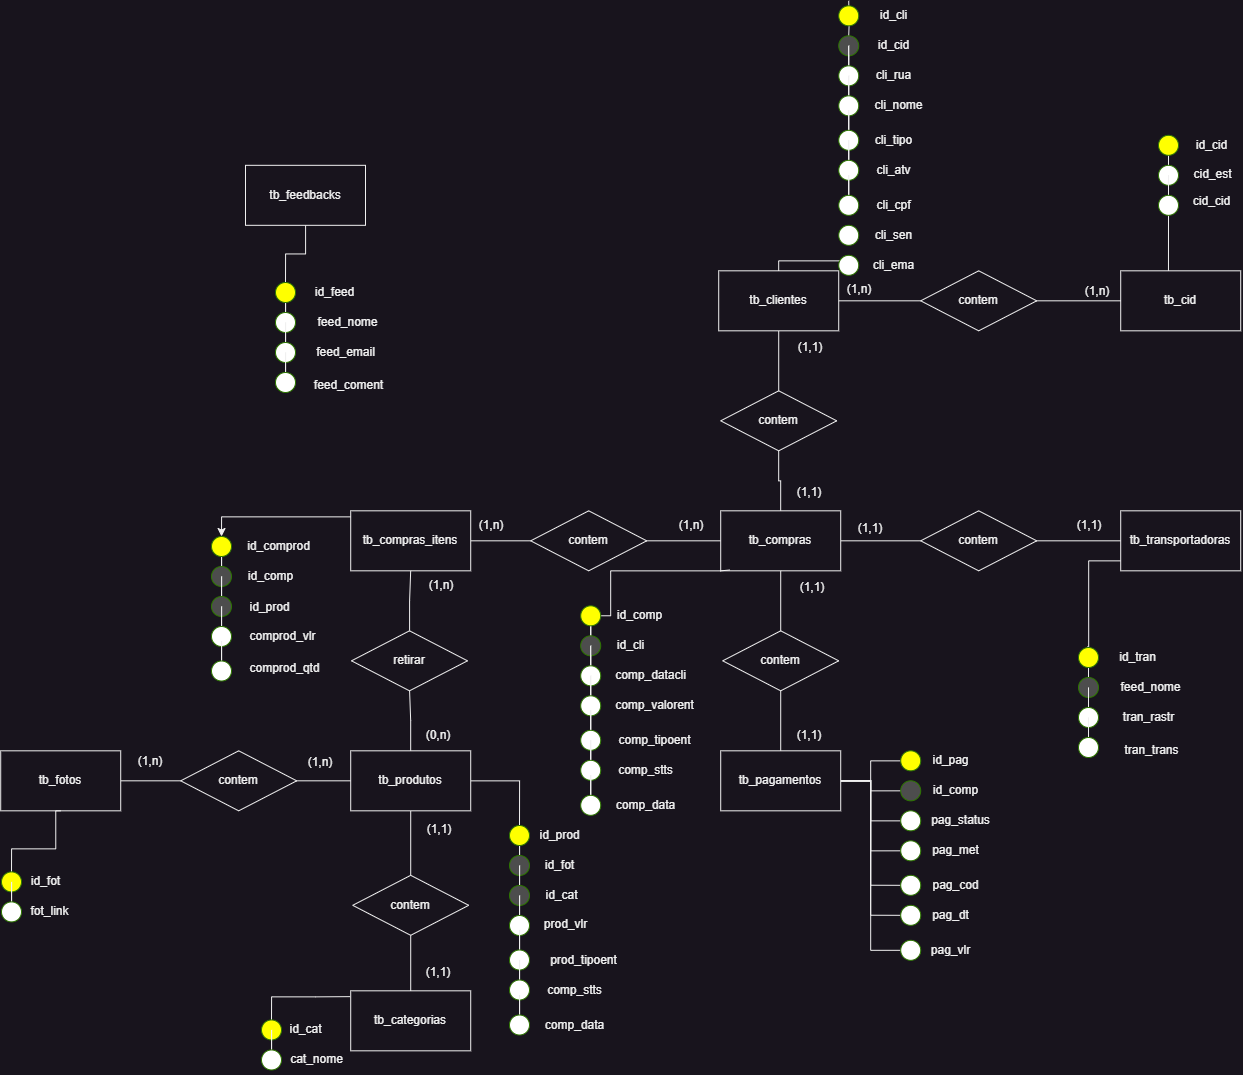 id_cli
id_cid
cli_rua
cli_nome
cli_tipo
cli_atv
cli_cpf
cli_sen
cli_ema
id_cid
cid_est
cid_cid
tb_feedbacks
id_feed
feed_nome
feed_email
feed_coment
tb_clientes
(1,n)
contem
(1,n)
tb_cid
(1,1)
contem
(1,1)
tb_compras_itens
(1,n)
contem
(1,n)
tb_compras
(1,1)
contem
(1,1)
tb_transportadoras
id_comprod
id_comp
id_prod
comprod_vlr
comprod_qtd
(1,n)
retirar
(0,n)
id_comp
id_cli
comp_datacli
comp_valorent
comp_tipoent
comp_stts
comp_data
(1,1)
contem
(1,1)
id_tran
feed_nome
tran_rastr
tran_trans
tb_fotos
(1,n)
contem
(1,n)
tb_produtos
tb_pagamentos
id_pag
id_comp
pag_status
pag_met
pag_cod
pag_dt
pag_vlr
id_fot
fot_link
(1,1)
contem
(1,1)
id_prod
id_fot
id_cat
prod_vlr
prod_tipoent
comp_stts
comp_data
tb_categorias
id_cat
cat_nome